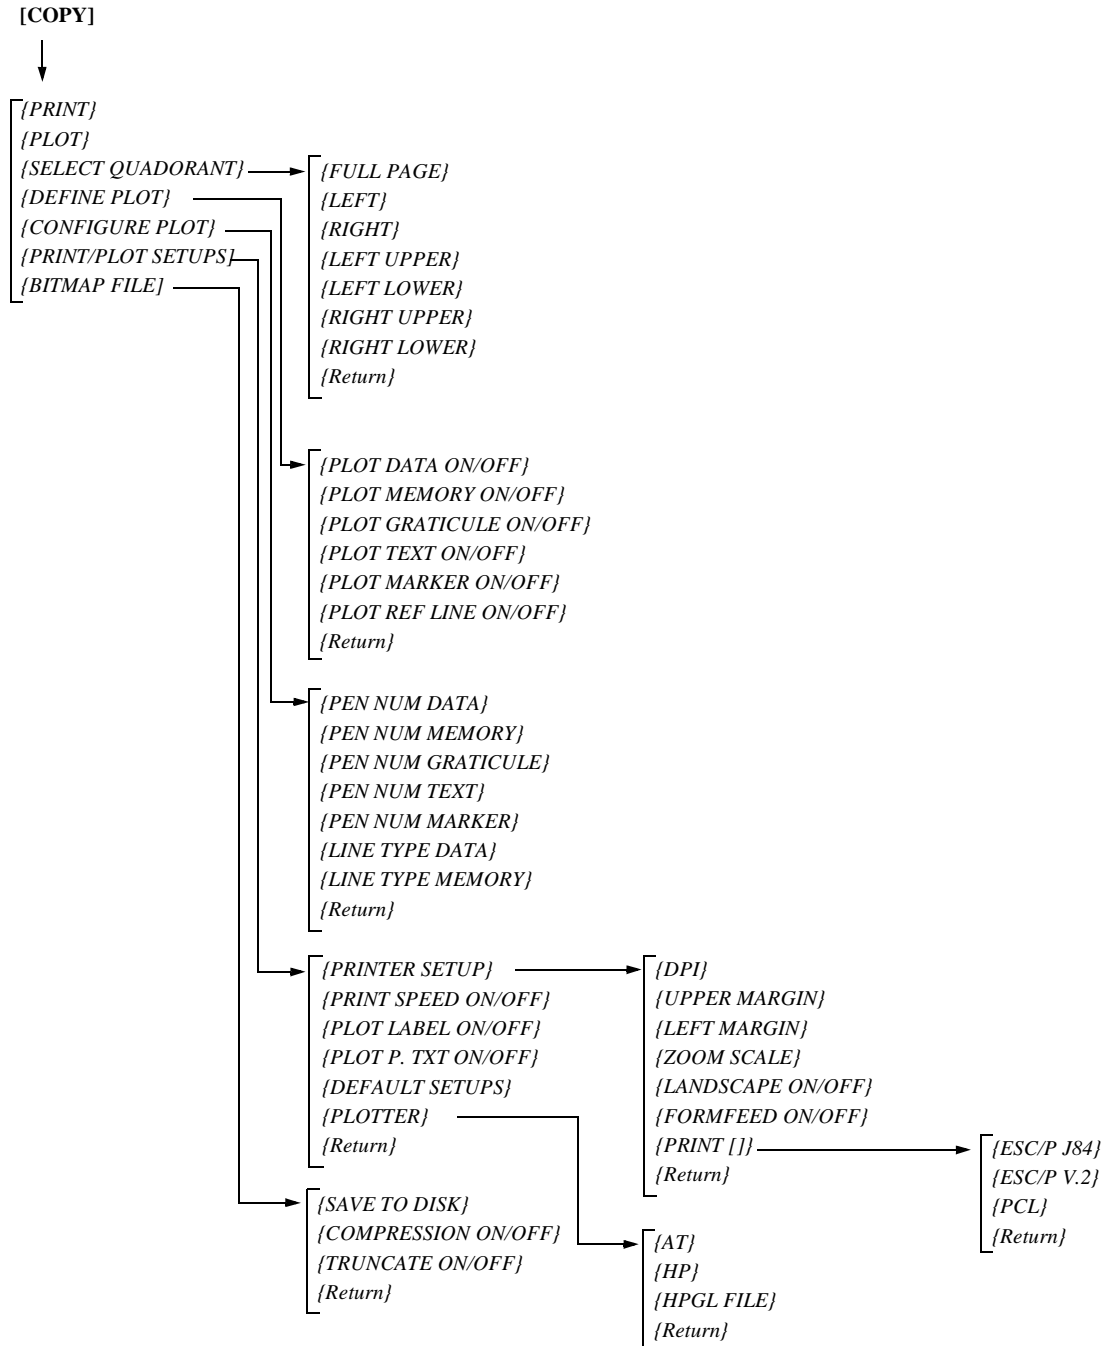 [COPY]
{PRINT}
{PLOT}
{SELECT QUADORANT}
{DEFINE PLOT}
{CONFIGURE PLOT}
{PRINT/PLOT SETUPS]
{BITMAP FILE]
{FULL PAGE}
{LEFT}
{RIGHT}
{LEFT UPPER}
{LEFT LOWER}
{RIGHT UPPER}
{RIGHT LOWER}
{Return}
{PLOT DATA ON/OFF}
{PLOT MEMORY ON/OFF}
{PLOT GRATICULE ON/OFF}
{PLOT TEXT ON/OFF}
{PLOT MARKER ON/OFF}
{PLOT REF LINE ON/OFF}
{Return}
{PEN NUM DATA}
{PEN NUM MEMORY}
{PEN NUM GRATICULE}
{PEN NUM TEXT}
{PEN NUM MARKER}
{LINE TYPE DATA}
{LINE TYPE MEMORY}
{Return}
{PRINTER SETUP}
{PRINT SPEED ON/OFF}
{PLOT LABEL ON/OFF}
{PLOT P. TXT ON/OFF}
{DEFAULT SETUPS}
{PLOTTER}
{Return}
{DPI}
{UPPER MARGIN}
{LEFT MARGIN}
{ZOOM SCALE}
{LANDSCAPE ON/OFF}
{FORMFEED ON/OFF}
{PRINT []}
{Return}
{ESC/P J84}
{ESC/P V.2}
{PCL}
{Return}
{AT}
{HP}
{HPGL FILE}
{Return}
{SAVE TO DISK}
{COMPRESSION ON/OFF}
{TRUNCATE ON/OFF}
{Return}